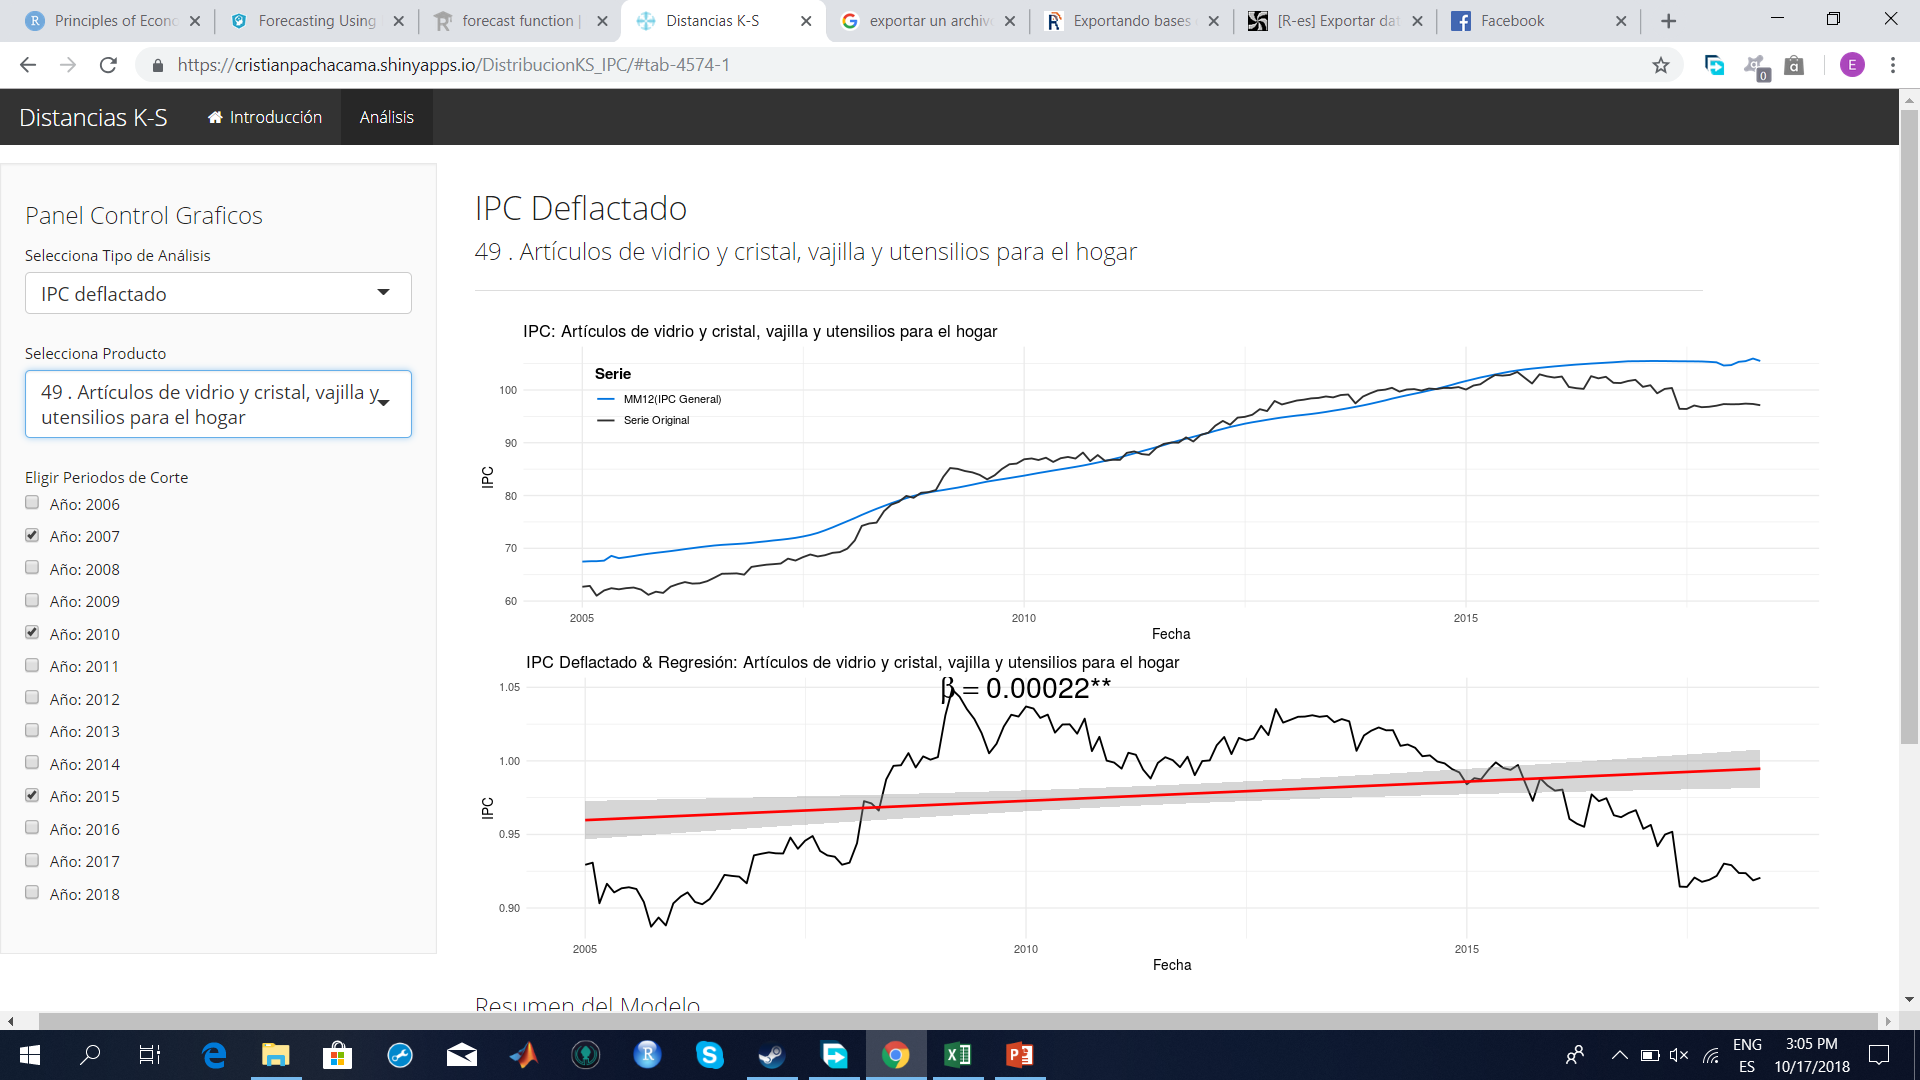 Principles of Econo
Forecasting Using
forecast function |
Distancias K-S
exportar un archivo
Exportando bases
[R-es] Exportar dat
Facebook
https://cristianpachacama.shinyapps.io/DistribucionKS_IPC/#tab-4574-1
0
E
Distancias K-S
Introducción
Análisis
Panel Control Graficos
Selecciona Tipo de Análisis
IPC deflactado
Selecciona Producto
49 . Artículos de vidrio y cristal, vajilla y
utensilios para el hogar
Eligir Periodos de Corte
Año: 2006
Año: 2007
Año: 2008
Año: 2009
Año: 2010
Año: 2011
Año: 2012
Año: 2013
Año: 2014
Año: 2015
Año: 2016
Año: 2017
Año: 2018
IPC Deflactado
49 . Artículos de vidrio y cristal, vajilla y utensilios para el hogar
IPC: Artículos de vidrio y cristal, vajilla y utensilios para el hogar
Serie
MM12(IPC General)
Serie Original
IPC
100
90
80
70
60
2005
2010
2015
Fecha
IPC Deflactado & Regresión: Artículos de vidrio y cristal, vajilla y utensilios para el hogar
β = 0.00022**
IPC
1.05
1.00
0.95
0.90
2005
2010
2015
Fecha
Resumen del Modelo
ENG
ES
3:05 PM
10/17/2018